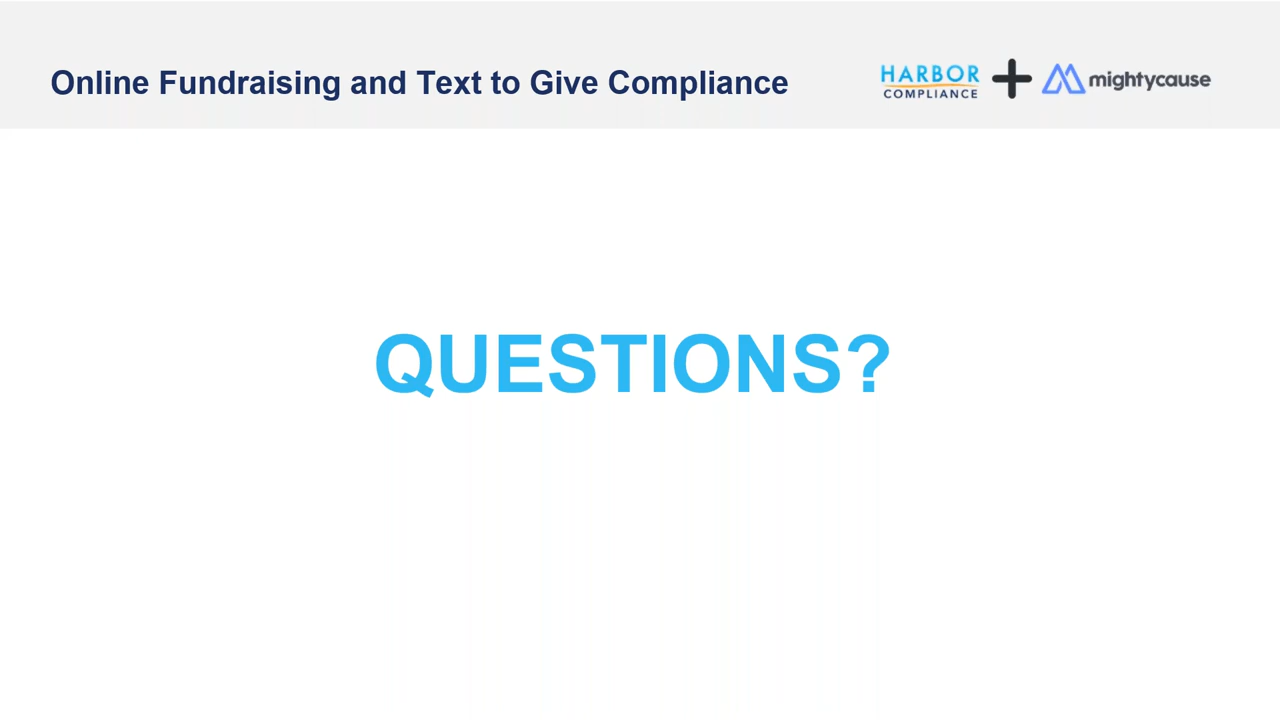 Online Fundraising and Text to Give Compliance
HARBOR
COMPLIANCE
mightycause
QUESTIONS?